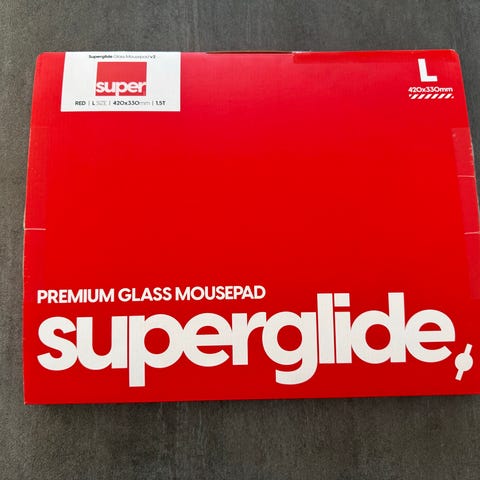 Superglide Glass Mousepad v2
super
RED | L SIZE | 420x330mm | 1.5T
L
420x330mm
PREMIUM GLASS MOUSEPAD
superglide